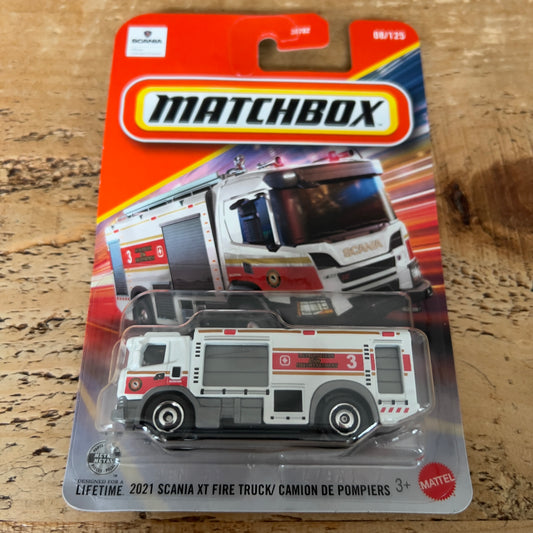 SCANIA
08/125
MATCHBOX
3
SCANIA
3
DESIGNED FOR A
LIFETIME.
2021 SCANIA XT FIRE TRUCK/ CAMION DE POMPIERS 3+
MATTEL